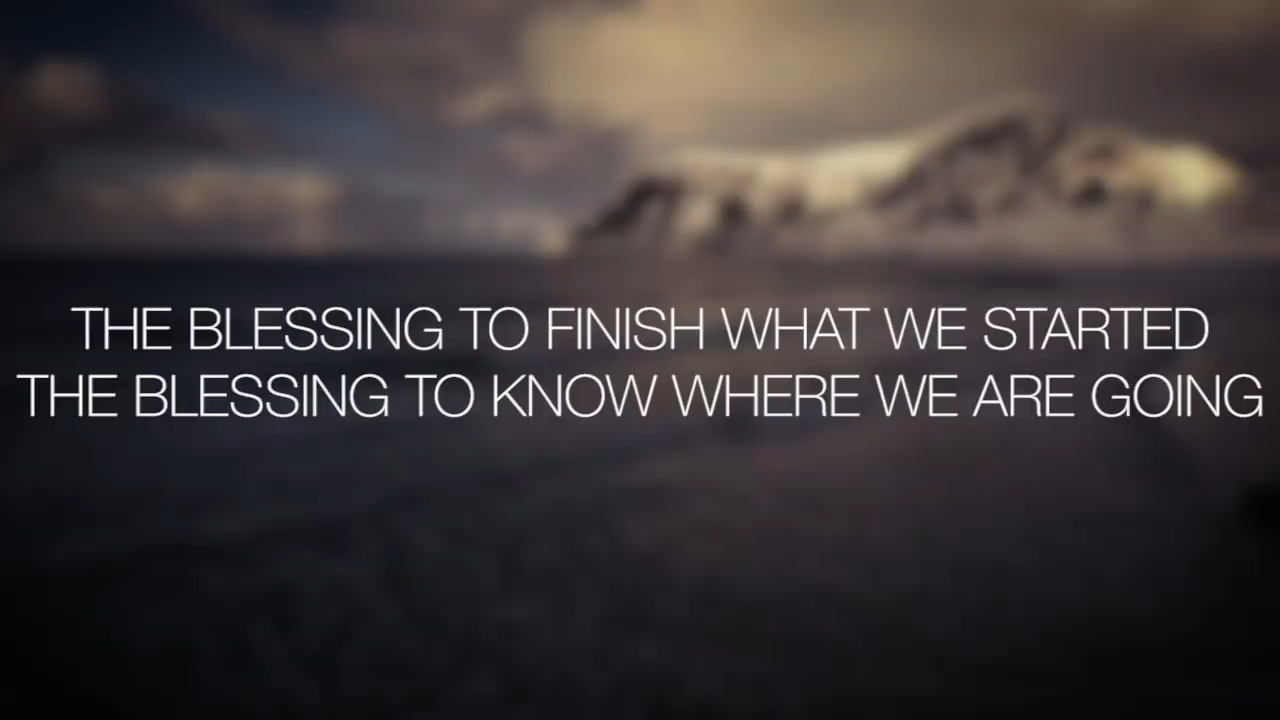 THE BLESSING TO FINISH WHAT WE STARTED
THE BLESSING TO KNOW WHERE WE ARE GOING